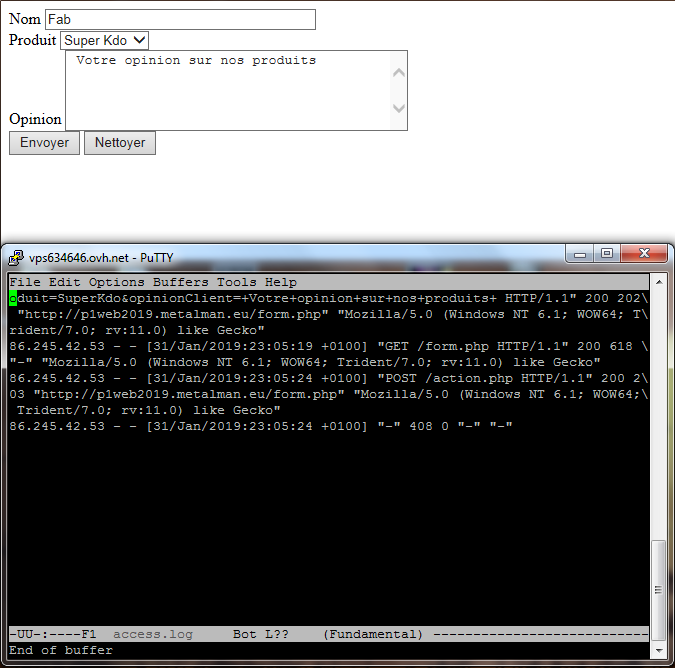 Nom Fab
Produit Super Kdo
Votre opinion sur nos produits
Opinion
Envoyer Nettoyer
vps634646.ovh.net - PuTTY
File Edit Options Buffers Tools Help
oduit=SuperKdo&opinionClient=+Votre+opinion+sur+nos+produits+ HTTP/1.1" 200 202\
"http://p1web2019.metalman.eu/form.php" "Mozilla/5.0 (Windows NT 6.1; WOW64; T\
rident/7.0; rv:11.0) like Gecko"
86.245.42.53 - - [31/Jan/2019:23:05:19 +0100] "GET /form.php HTTP/1.1" 200 618 \
"-" "Mozilla/5.0 (Windows NT 6.1; WOW64; Trident/7.0; rv:11.0) like Gecko"
86.245.42.53 - - [31/Jan/2019:23:05:24 +0100] "POST /action.php HTTP/1.1" 200 2\
03 "http://p1web2019.metalman.eu/form.php" "Mozilla/5.0 (Windows NT 6.1; WOW64;\
Trident/7.0; rv:11.0) like Gecko"
86.245.42.53 - - [31/Jan/2019:23:05:24 +0100] "-" 408 0 "-" "-"
-UU-:----F1 access.log Bot L?? (Fundamental) ---------------------------
End of buffer